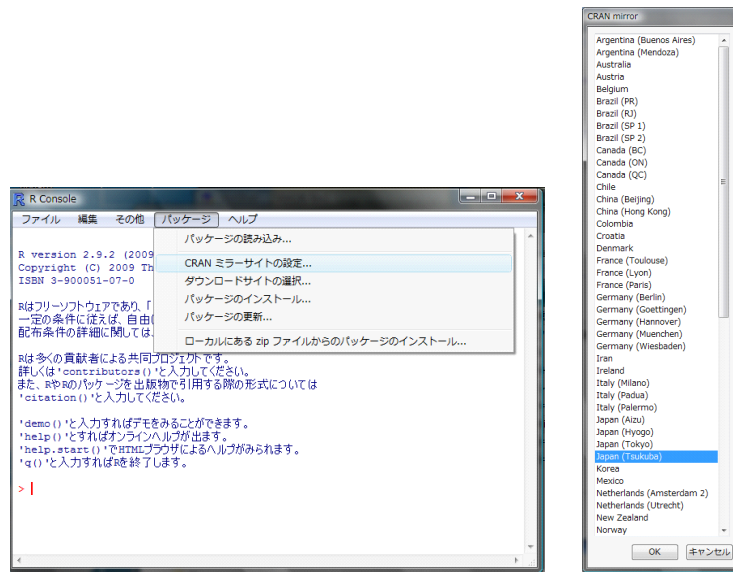 R Console
ファイル 編集 その他 パッケージ ヘルプ
パッケージの読み込み...
CRAN ミラーサイトの設定...
ダウンロードサイトの選択...
パッケージのインストール...
パッケージの更新...
ローカルにある zip ファイルからのパッケージのインストール...
R version 2.9.2 (2009
Copyright (C) 2009 Th
ISBN 3-900051-07-0
Rはフリーソフトウェアであり、「
一定の条件に従えば、自由に
配布条件の詳細に関しては、
Rは多くの貢献者による共同プロジェクトです。
詳しくは'contributors()'と入力してください。
また、RやRのパッケージを出版物で引用する際の形式については
'citation()'と入力してください。
'demo()'と入力すればデモをみることができます。
'help()'とすればオンラインヘルプが出ます。
'help.start()'でHTMLブラウザによるヘルプがみられます。
'q()'と入力すればRを終了します。
>
CRAN mirror
Argentina (Buenos Aires)
Argentina (Mendoza)
Australia
Austria
Belgium
Brazil (PR)
Brazil (RJ)
Brazil (SP 1)
Brazil (SP 2)
Canada (BC)
Canada (ON)
Canada (QC)
Chile
China (Beijing)
China (Hong Kong)
Colombia
Croatia
Denmark
France (Toulouse)
France (Lyon)
France (Paris)
Germany (Berlin)
Germany (Goettingen)
Germany (Hannover)
Germany (Muenchen)
Germany (Wiesbaden)
Iran
Ireland
Italy (Milano)
Italy (Padua)
Italy (Palermo)
Japan (Aizu)
Japan (Hyogo)
Japan (Tokyo)
Japan (Tsukuba)
Korea
Mexico
Netherlands (Amsterdam 2)
Netherlands (Utrecht)
New Zealand
Norway
OK キャンセル